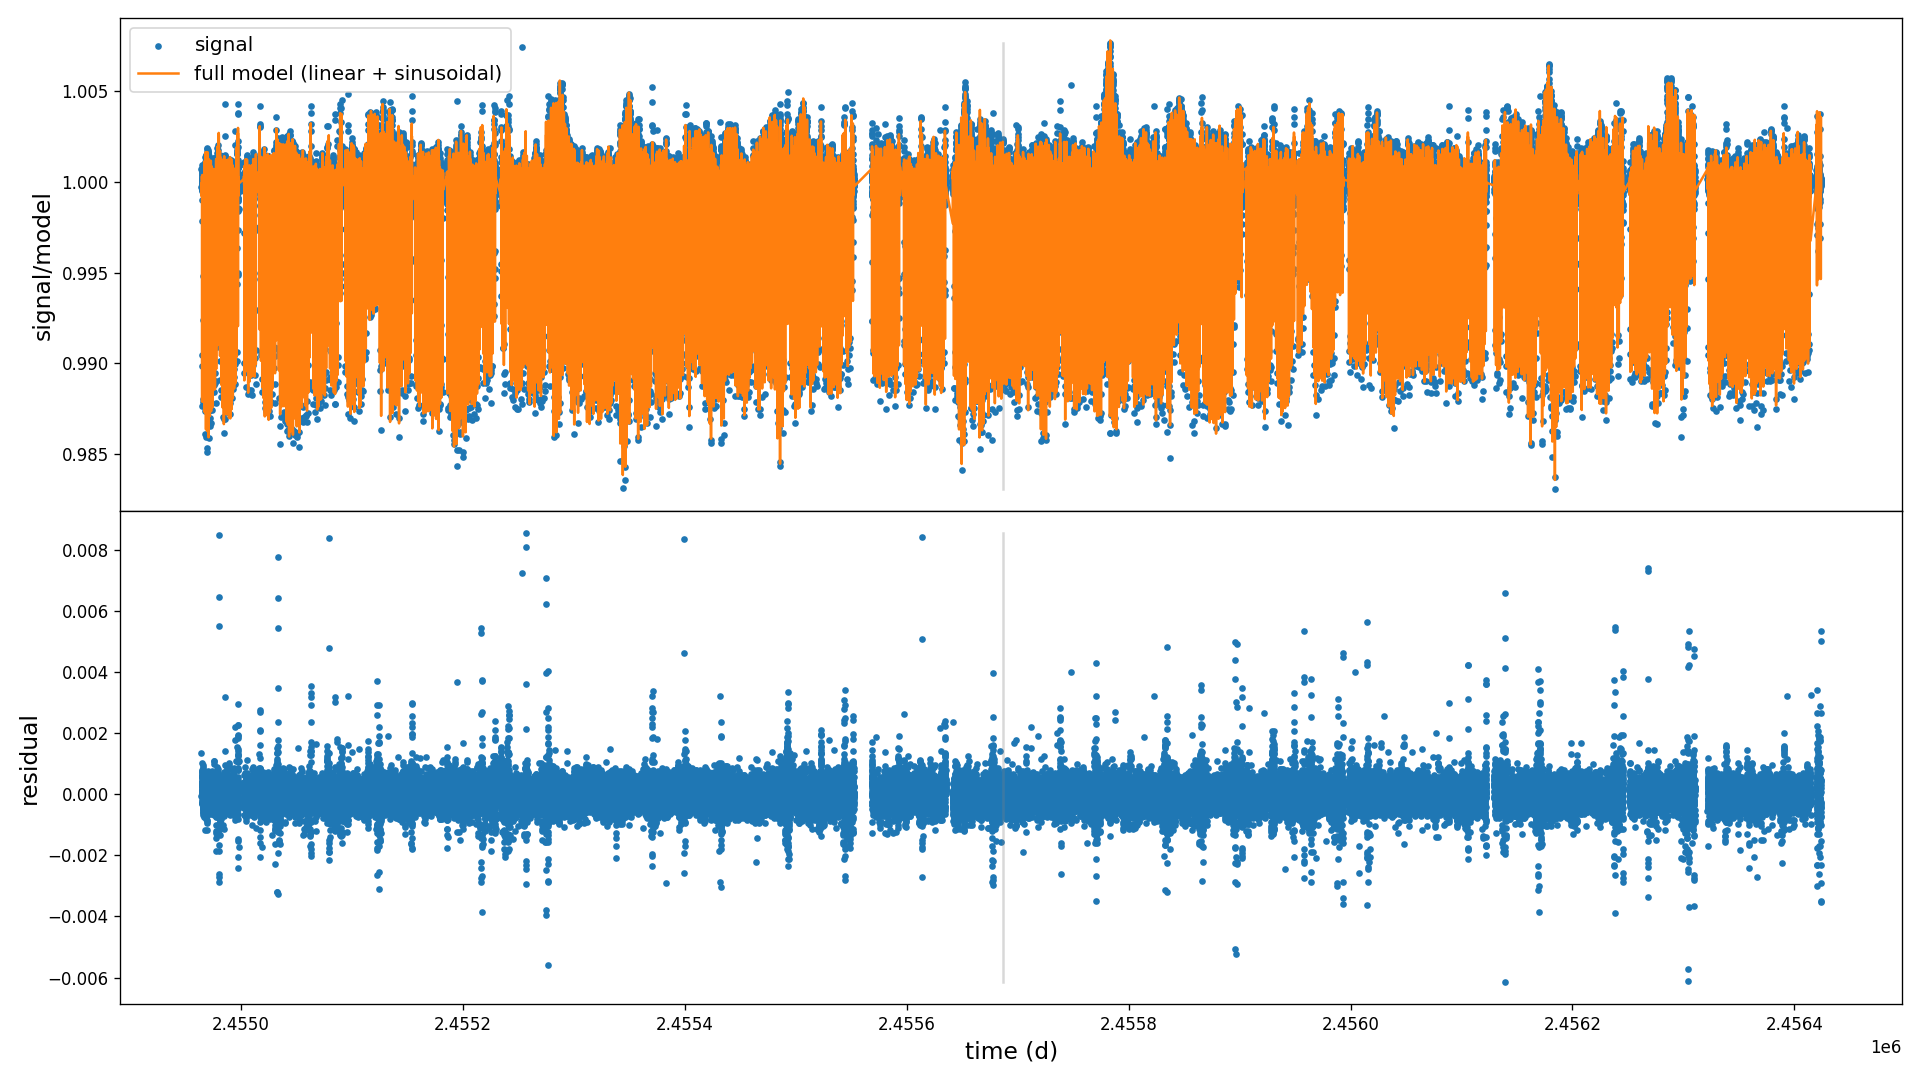 signal
full model (linear + sinusoidal)
signal/model
1.005
1.000
0.995
0.990
0.985
residual
0.008
0.006
0.004
0.002
0.000
−0.002
−0.004
−0.006
2.4550 2.4552 2.4554 2.4556 2.4558 2.4560 2.4562 2.4564
time (d)
1e6